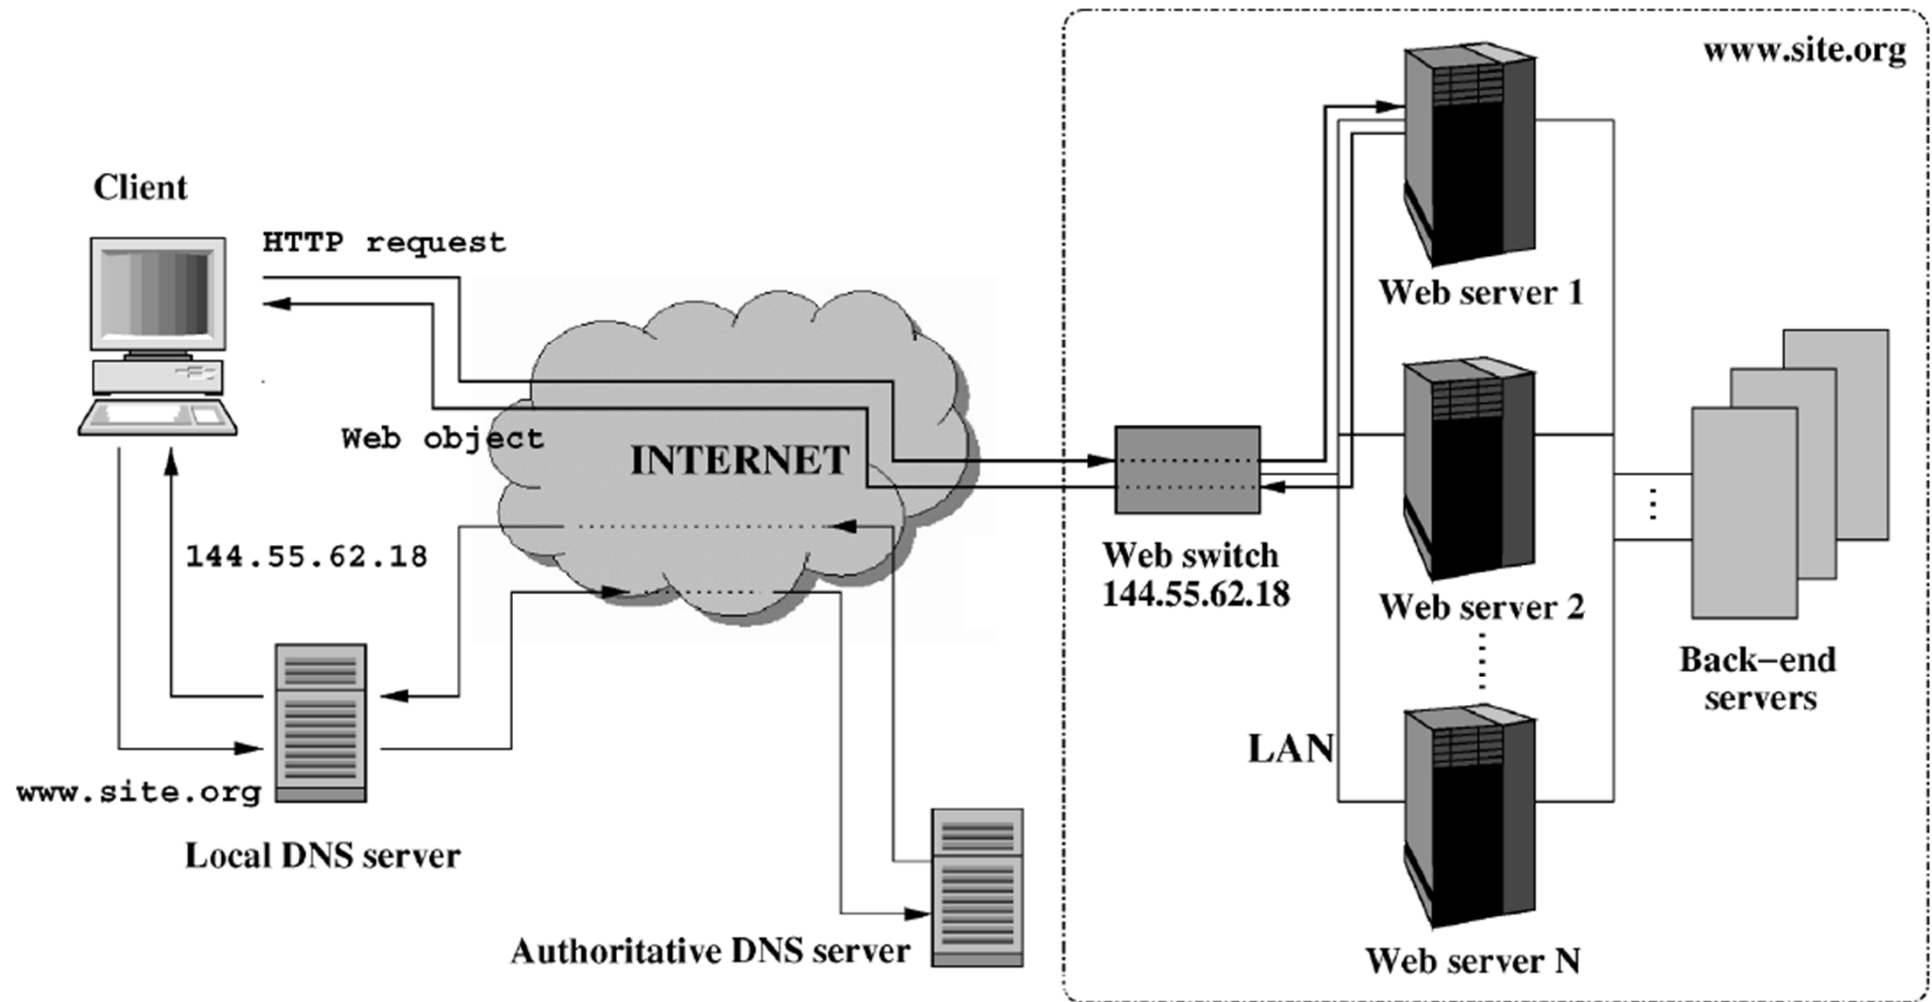 www.site.org
Client
HTTP request
Web server 1
Web object
INTERNET
144.55.62.18
Web switch
144.55.62.18
Web server 2
Back−end
servers
LAN
www.site.org
Local DNS server
Authoritative DNS server
Web server N